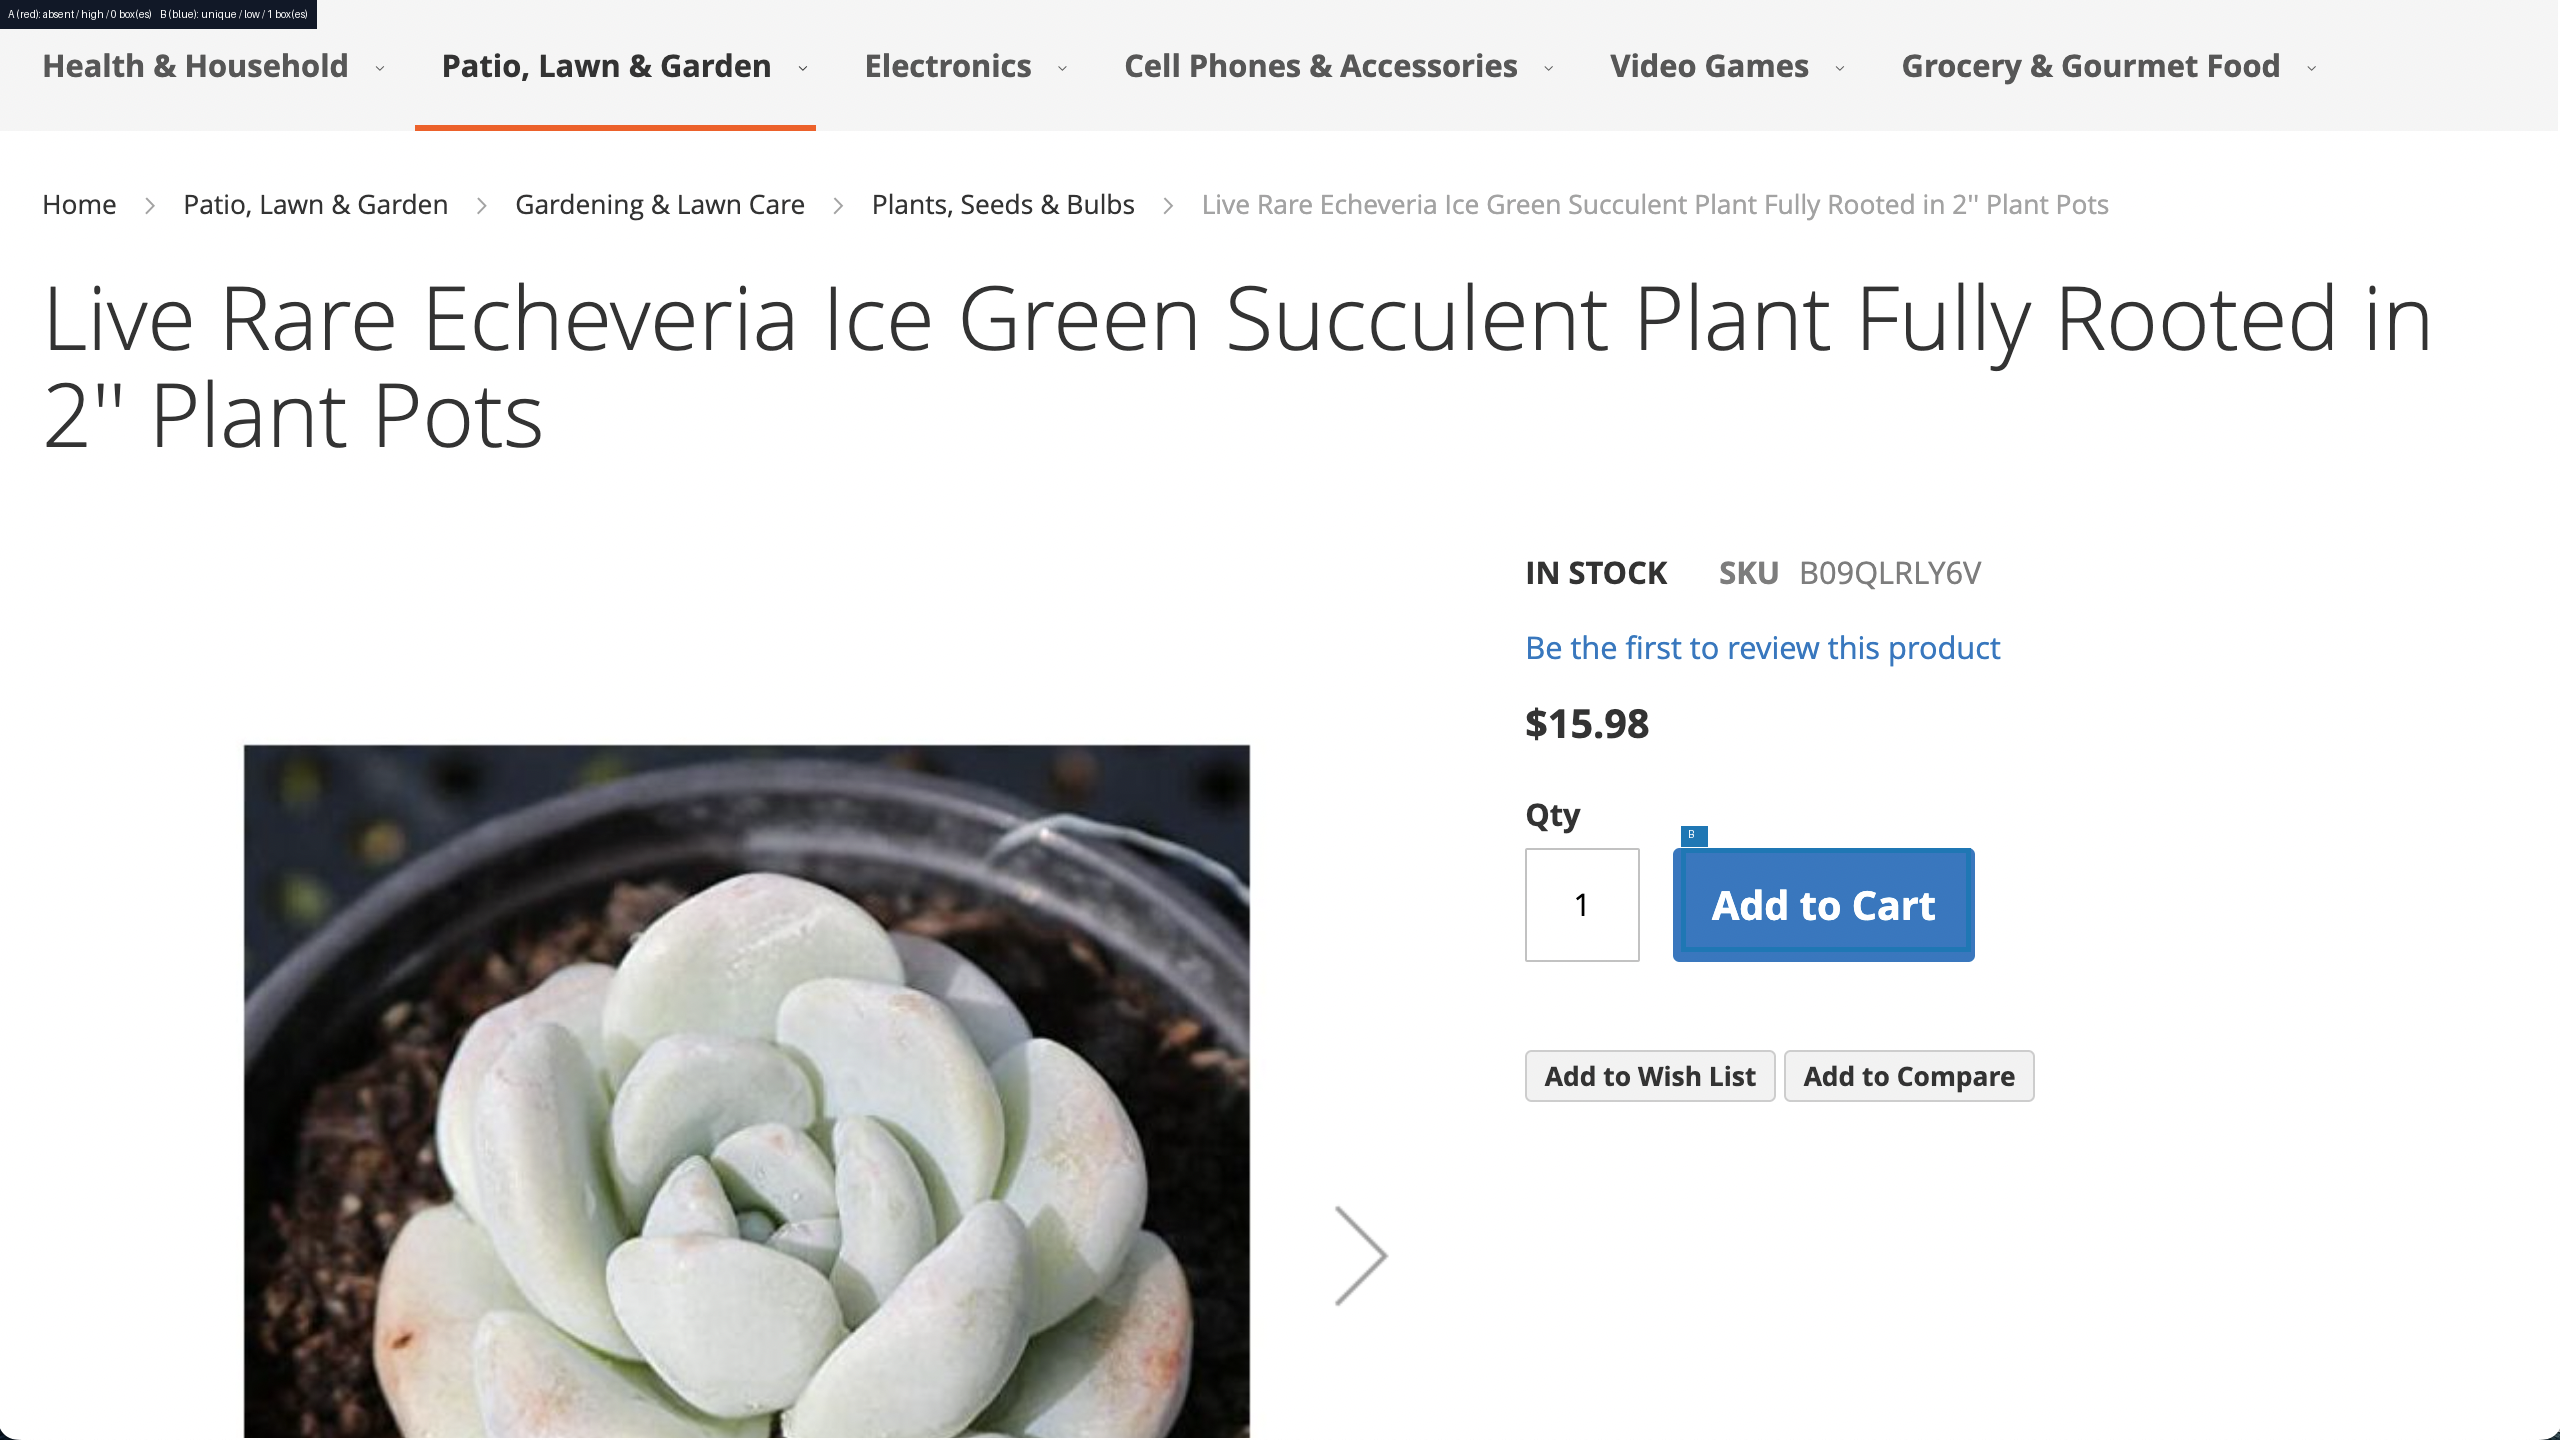 A (red): absent / high / 0 box(es) B (blue): unique / low / 1 box(es)
Health & Household Patio, Lawn & Garden Electronics Cell Phones & Accessories Video Games Grocery & Gourmet Food
Home Patio, Lawn & Garden Gardening & Lawn Care Plants, Seeds & Bulbs Live Rare Echeveria Ice Green Succulent Plant Fully Rooted in 2'' Plant Pots
Live Rare Echeveria Ice Green Succulent Plant Fully Rooted in
2'' Plant Pots
IN STOCK SKU B09QLRLY6V
Be the first to review this product
$15.98
Qty
B
1 Add to Cart
Add to Wish List Add to Compare